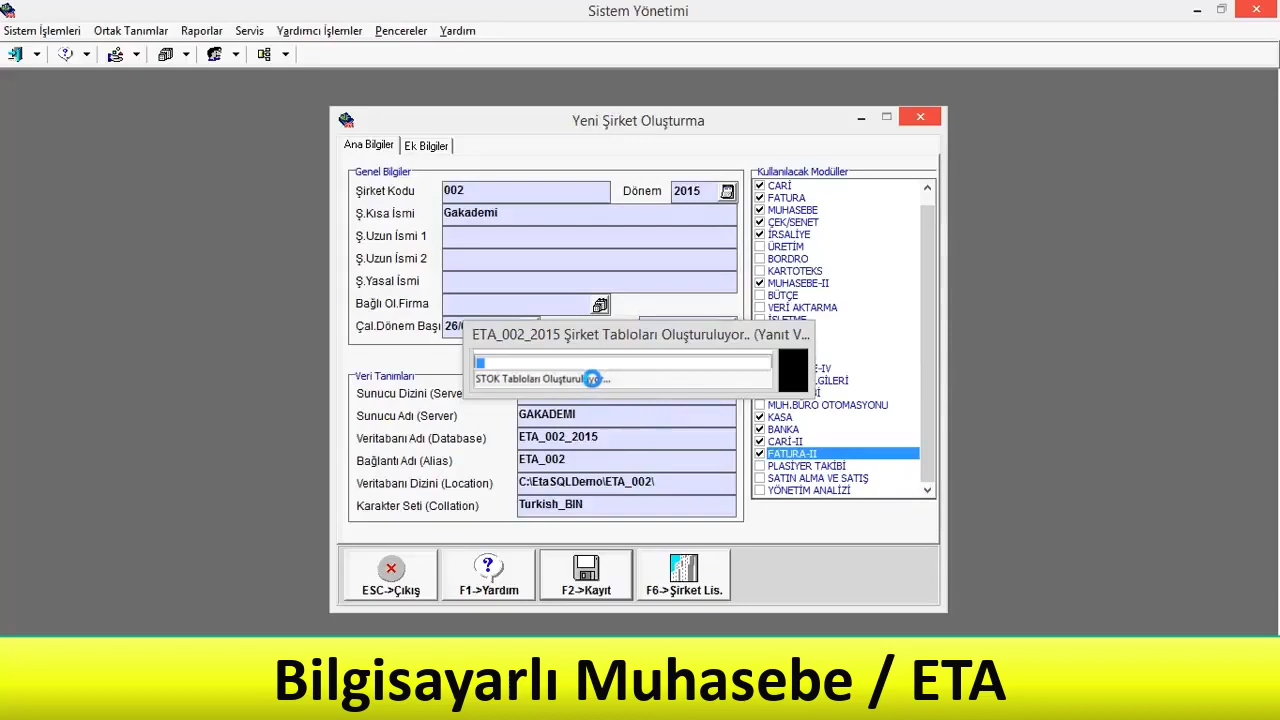 Sistem Yönetimi
Sistem İşlemleri Ortak Tanımlar Raporlar Servis Yardımcı İşlemler Pencereler Yardım
Yeni Şirket Oluşturma
Ana Bilgiler Ek Bilgiler
Genel Bilgiler
Şirket Kodu 002 Dönem 2015
Ş.Kısa İsmi Gakademi
Ş.Uzun İsmi 1
Ş.Uzun İsmi 2
Ş.Yasal İsmi
Bağlı Ol.Firma
Çal.Dönem Başı
ETA_002_2015 Şirket Tabloları Oluşturuluyor.. (Yanıt V...
STOK Tabloları
Veri Tanımları
Sunucu Dizini
Sunucu Adı (Server) GAKADEMI
Veritabanı Adı (Database) ETA_002_2015
Bağlantı Adı (Alias) ETA_002
Veritabanı Dizini (Location) C:\EtaSQLDemo\ETA_002\
Karakter Seti (Collation) Turkish_BIN
Kullanılacak Modüller
CARİ
FATURA
MUHASEBE
ÇEK/SENET
İRSALİYE
ÜRETİM
BORDRO
KARTOTEKS
MUHASEBE-II
BÜTÇE
VERİ AKTARMA
MUH.BÜRO OTOMASYONU
KASA
BANKA
CARİ-II
FATURA-II
PLASİYER TAKİBİ
SATIN ALMA VE SATIŞ
YÖNETİM ANALİZİ
ESC->Çıkış F1->Yardım F2->Kayıt F6->Şirket Lis.
Bilgisayarlı Muhasebe / ETA